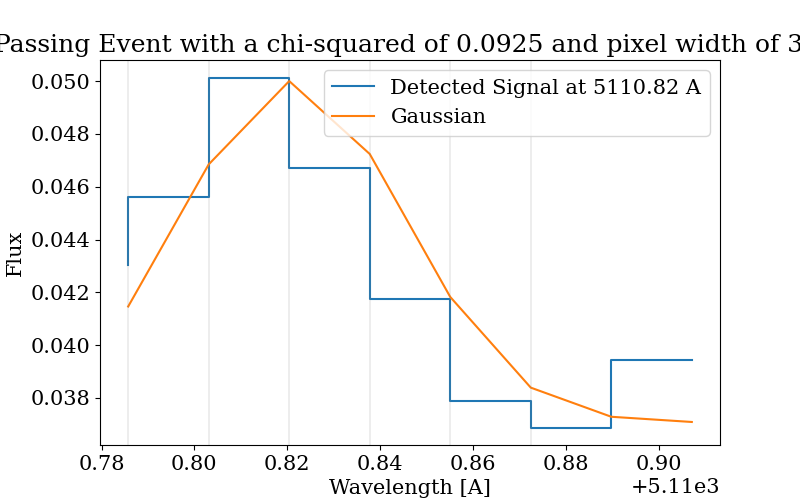 Passing Event with a chi-squared of 0.0925 and pixel width of 3
Detected Signal at 5110.82 A
Gaussian
Flux
0.050
0.048
0.046
0.044
0.042
0.040
0.038
0.78 0.80 0.82 0.84 0.86 0.88 0.90
+5.11e3
Wavelength [A]